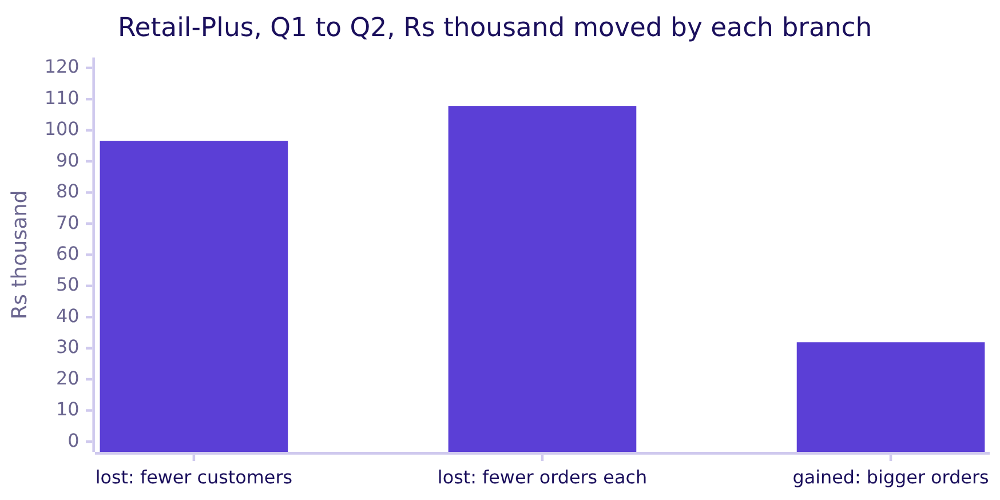 Retail-Plus, Q1 to Q2, Rs thousand moved by each branch
120
110
100
90
80
70
60
50
40
30
20
10
0
Rs thousand
lost: fewer customers
lost: fewer orders each
gained: bigger orders